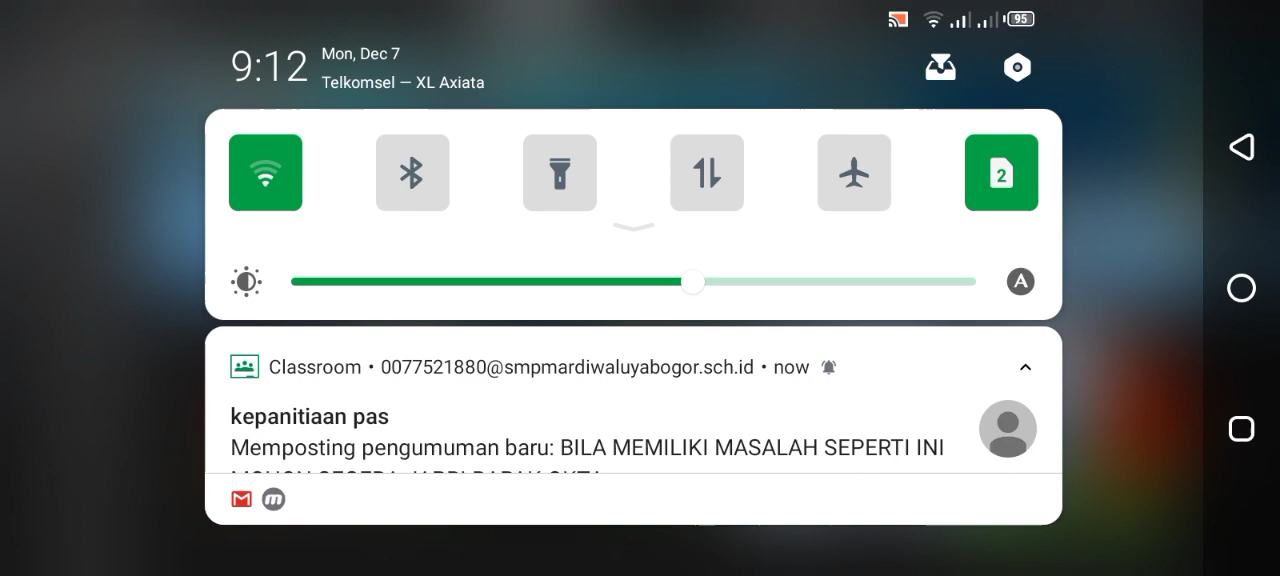 95
9:12
Mon, Dec 7
Telkomsel — XL Axiata
2
A
Classroom • 0077521880@smpmardiwaluyabogor.sch.id • now
kepanitiaan pas
Memposting pengumuman baru: BILA MEMILIKI MASALAH SEPERTI INI